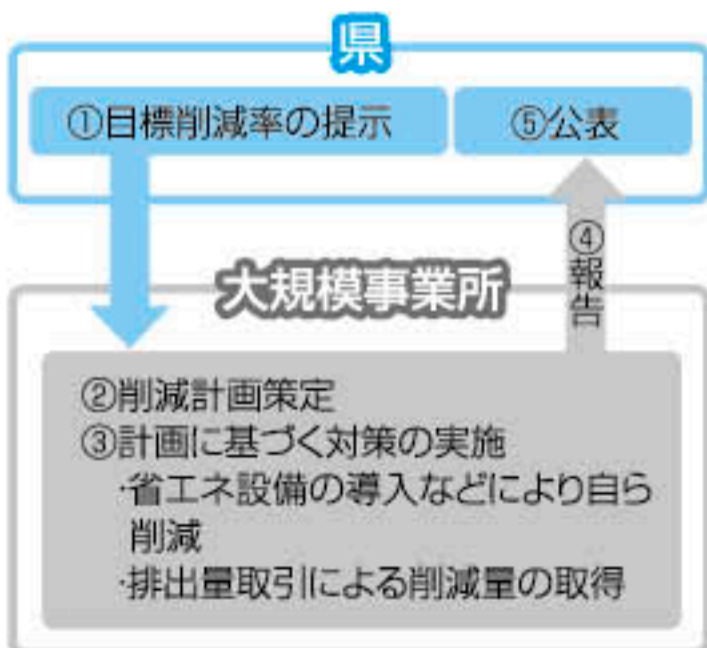 県
①目標削減率の提示
⑤公表
④報告
大規模事業所
②削減計画策定
③計画に基づく対策の実施
・省エネ設備の導入などにより自ら
削減
・排出量取引による削減量の取得